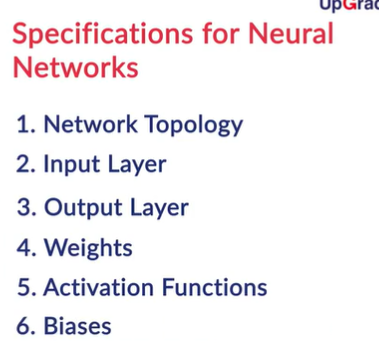 UpGrad
Specifications for Neural
Networks
1. Network Topology
2. Input Layer
3. Output Layer
4. Weights
5. Activation Functions
6. Biases